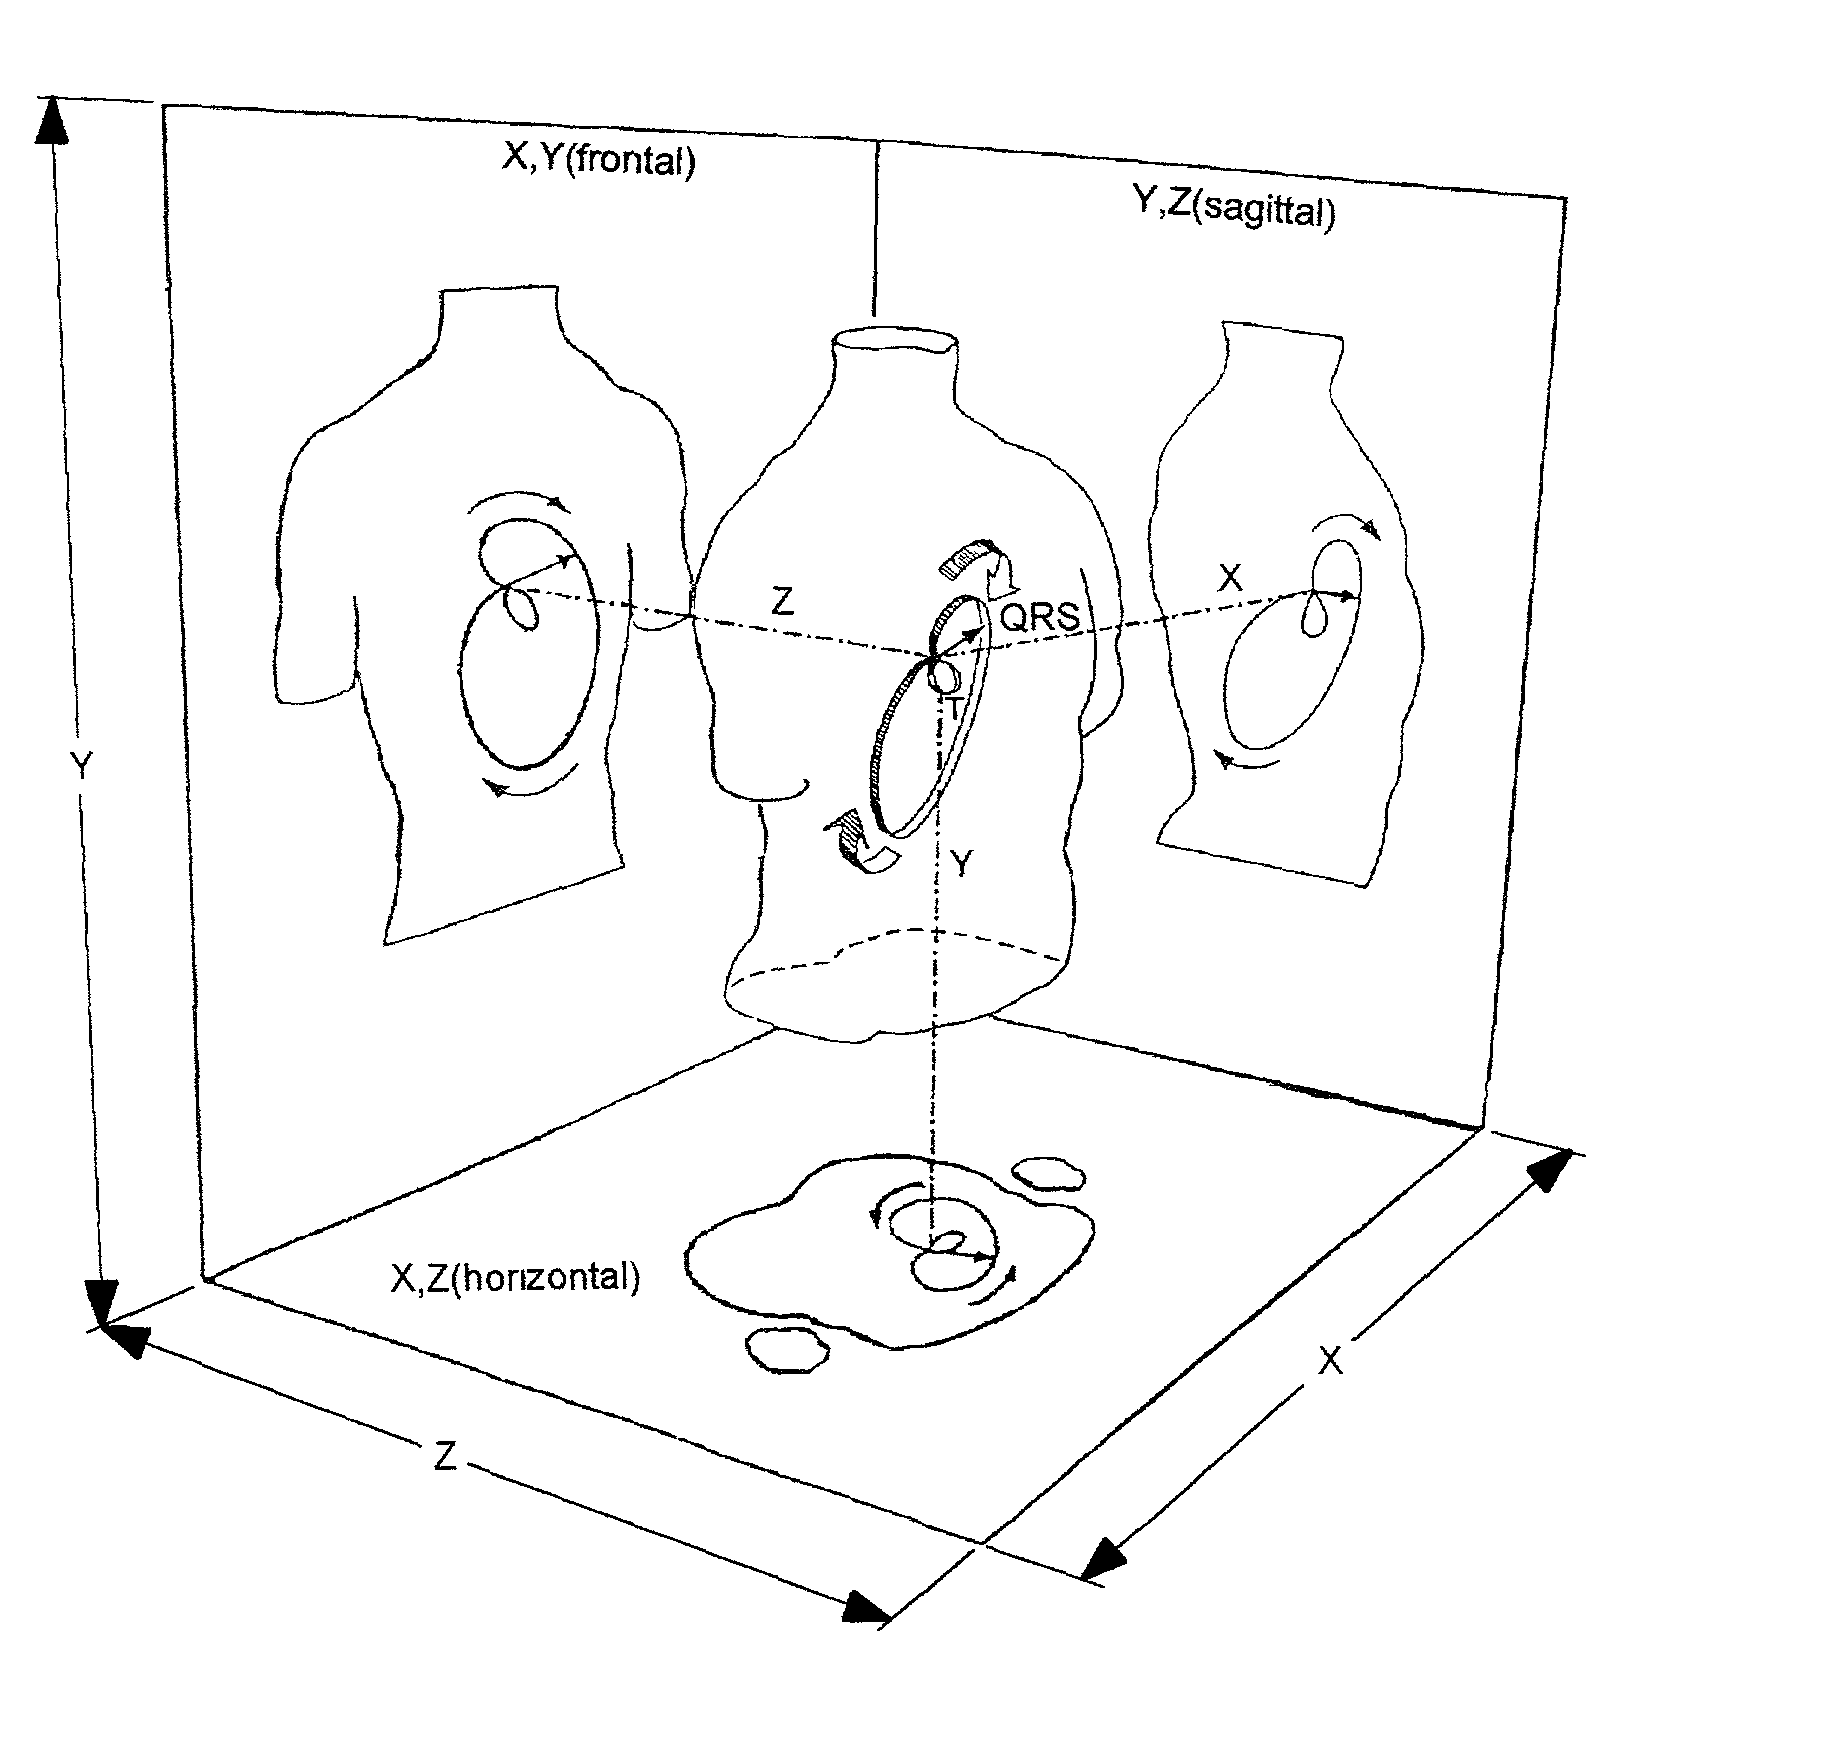 X,Y(frontal)
Y,Z(sagittal)
X
Z
QRS
T
Y
Y
X,Z(horizontal)
X
Z